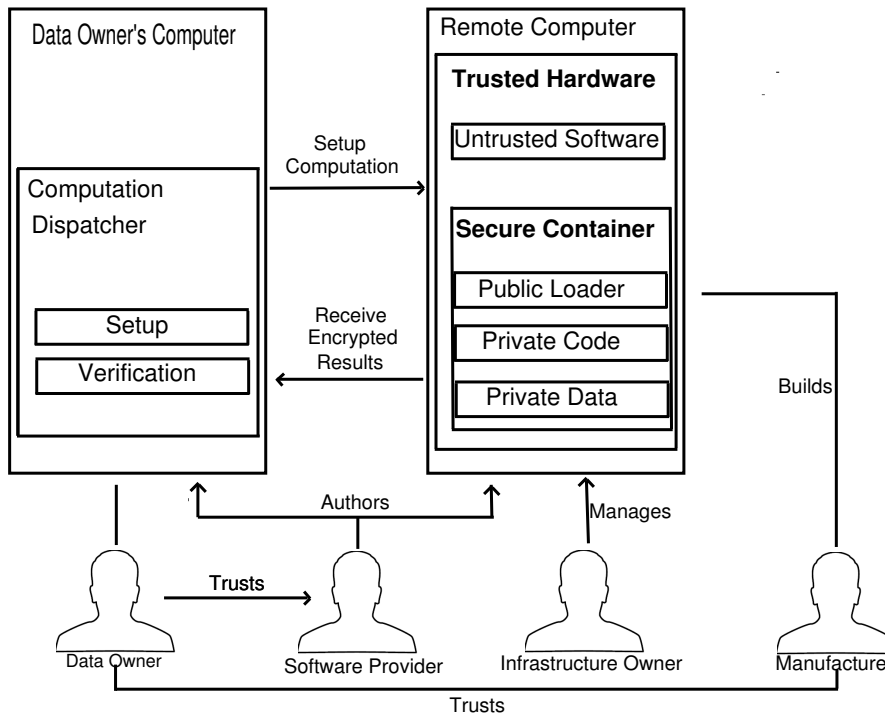 Data Owner's Computer
Computation
Dispatcher
Setup
Verification
Setup
Computation
Receive
Encrypted
Results
Remote Computer
Trusted Hardware
Untrusted Software
Secure Container
Public Loader
Private Code
Private Data
Builds
Authors
Manages
Trusts
Data Owner
Software Provider
Infrastructure Owner
Manufacture
Trusts